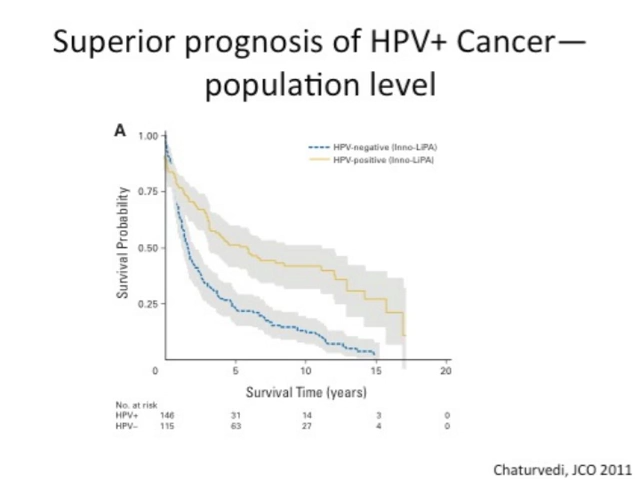 Superior prognosis of HPV+ Cancer—
population level
A
1.00
HPV-negative (Inno-LiPA)
HPV-positive (Inno-LiPA)
0.75
0.50
0.25
Survival Probability
0 5 10 15 20
Survival Time (years)
No. at risk
HPV+ 146 31 14 3 0
HPV– 115 63 27 4 0
Chaturvedi, JCO 2011